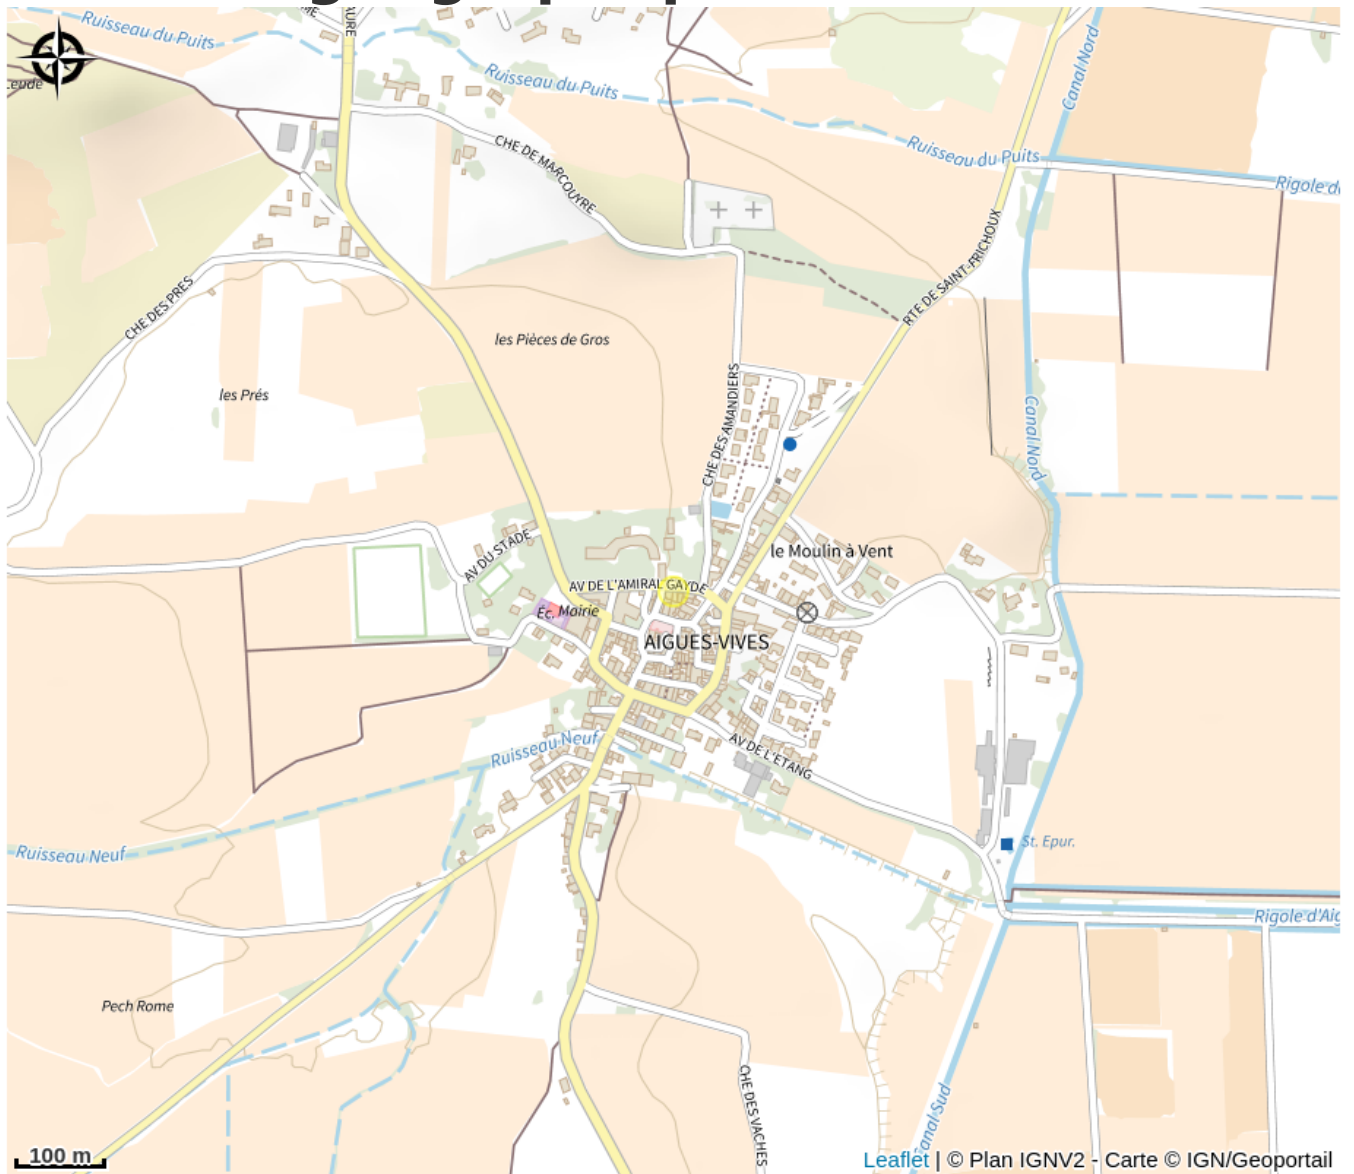 AURE
Ruisseau du Puits
Canal Nord
Ruisseau du Puits
CHE DE MARCOUYRE
Ruisseau du Puits
RTE DE SAINT-FRICHOUX
CHE DES PRES
les Pièces de Gros
les Prés
CHE DES AMANDIERS
Canal Nord
AV DU STADE
le Moulin à Vent
AV DE L'AMIRAL GAYDE
Éc. Mairie
AIGUES-VIVES
Ruisseau Neuf
AV DE L'ETANG
St. Epur.
Ruisseau Neuf
Rigole d'Aig
Pech Rome
CHE DES VACHES
Canal Sud
100 m
Leaflet | © Plan IGNV2 - Carte © IGN/Geoportail